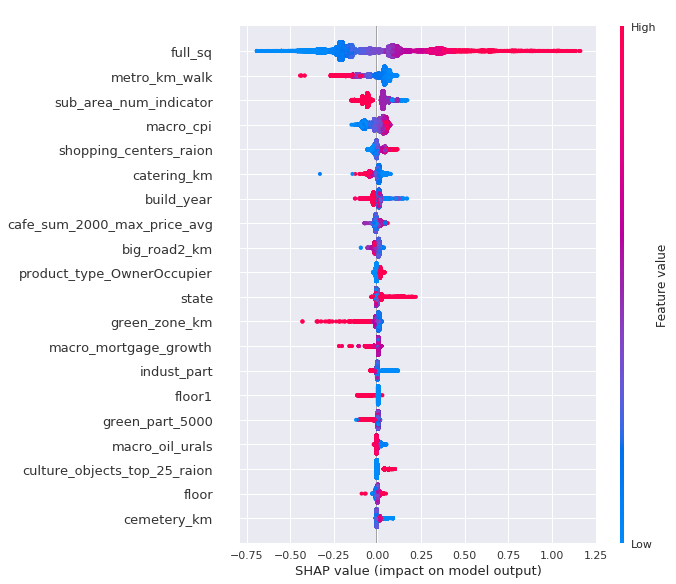 High
full_sq
metro_km_walk
sub_area_num_indicator
macro_cpi
shopping_centers_raion
catering_km
build_year
cafe_sum_2000_max_price_avg
big_road2_km
product_type_OwnerOccupier
state
green_zone_km
macro_mortgage_growth
indust_part
floor1
green_part_5000
macro_oil_urals
culture_objects_top_25_raion
floor
cemetery_km
Feature value
Low
−0.75 −0.50 −0.25 0.00 0.25 0.50 0.75 1.00 1.25
SHAP value (impact on model output)